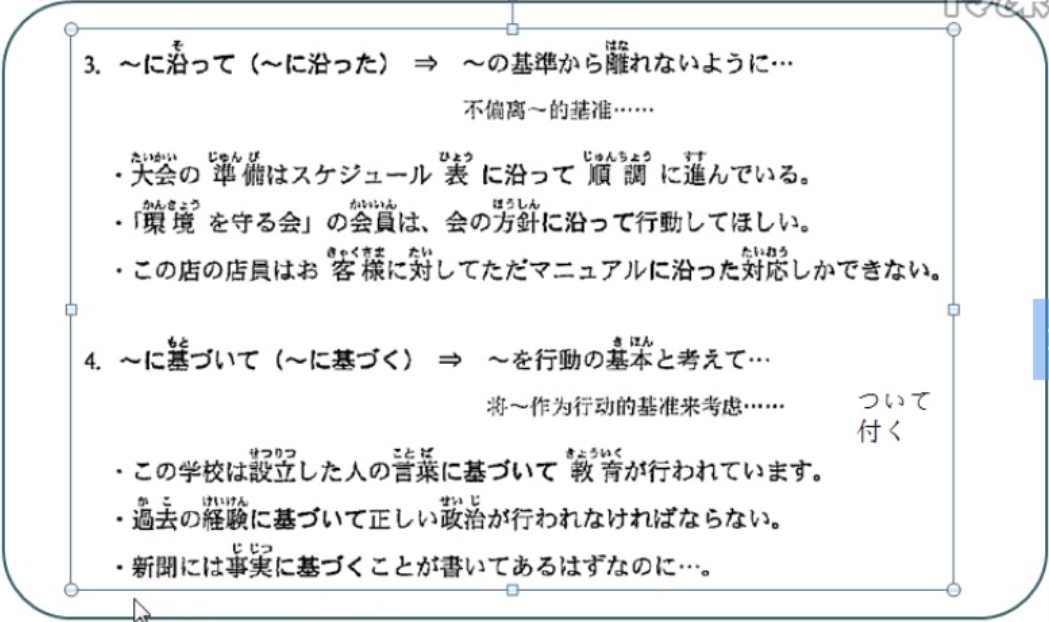 3. ～に沿って（～に沿った） ⇒ ～の基準から離れないように…
不偏离～的基准……
・大会の準備はスケジュール表に沿って順調に進んでいる。
・「環境を守る会」の会員は、会の方針に沿って行動してほしい。
・この店の店員はお客様に対してただマニュアルに沿った対応しかできない。
4. ～に基づいて（～に基づく） ⇒ ～を行動の基本と考えて…
将～作为行动的基准来考虑……
ついて
付く
・この学校は設立した人の言葉に基づいて教育が行われています。
・過去の経験に基づいて正しい政治が行われなければならない。
・新聞には事実に基づくことが書いてあるはずなのに…。